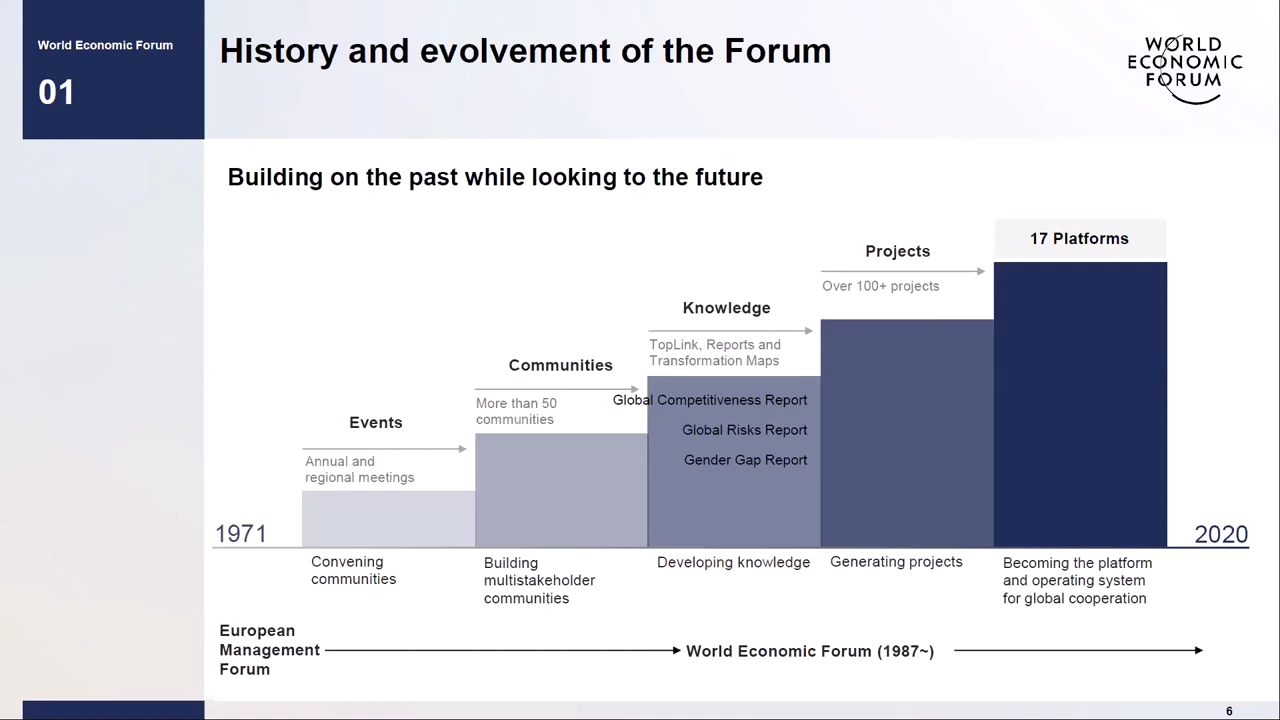 World Economic Forum
01
History and evolvement of the Forum
WORLD
ECONOMIC
FORUM
Building on the past while looking to the future
17 Platforms
Projects
Over 100+ projects
Knowledge
TopLink, Reports and
Transformation Maps
Communities
More than 50
communities
Global Competitiveness Report
Global Risks Report
Gender Gap Report
Events
Annual and
regional meetings
1971
2020
Convening
communities
Building
multistakeholder
communities
Developing knowledge
Generating projects
Becoming the platform
and operating system
for global cooperation
European
Management
Forum
World Economic Forum (1987~)
6